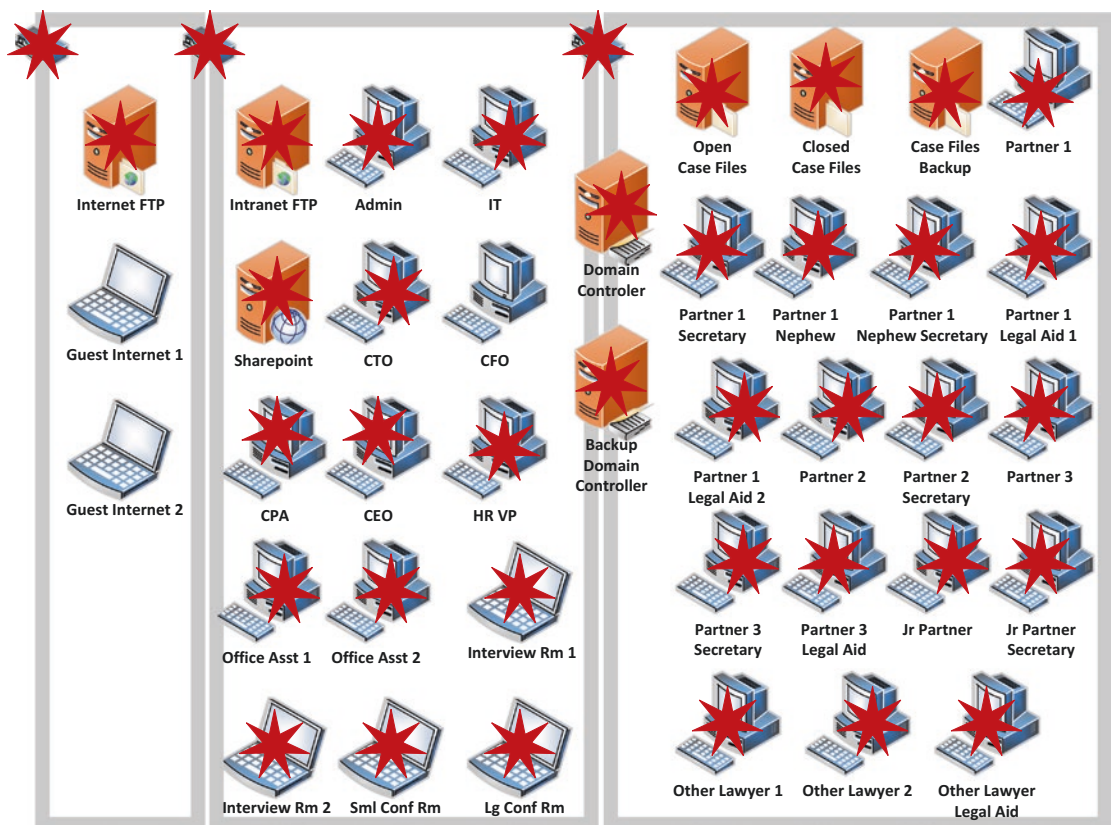 Internet FTP
Guest Internet 1
Guest Internet 2
Intranet FTP
Admin
IT
Sharepoint
CTO
CFO
CPA
CEO
HR VP
Office Asst 1
Office Asst 2
Interview Rm 1
Interview Rm 2
Sml Conf Rm
Lg Conf Rm
Domain
Controler
Backup
Domain
Controller
Open
Case Files
Closed
Case Files
Case Files
Backup
Partner 1
Partner 1
Secretary
Partner 1
Nephew
Partner 1
Nephew Secretary
Partner 1
Legal Aid 1
Partner 1
Legal Aid 2
Partner 2
Partner 2
Secretary
Partner 3
Partner 3
Secretary
Partner 3
Legal Aid
Jr Partner
Jr Partner
Secretary
Other Lawyer 1
Other Lawyer 2
Other Lawyer
Legal Aid